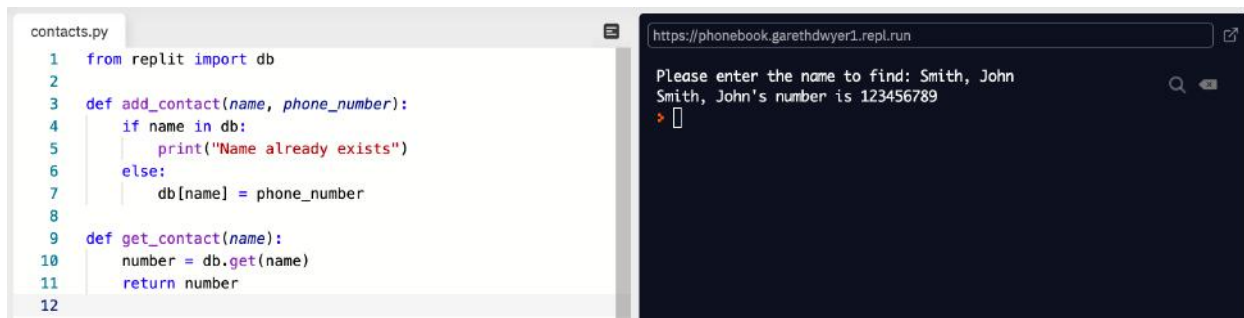 contacts.py
1 from replit import db
2
3 def add_contact(name, phone_number):
4 if name in db:
5 print("Name already exists")
6 else:
7 db[name] = phone_number
8
9 def get_contact(name):
10 number = db.get(name)
11 return number
12
https://phonebook.garethdwyer1.repl.run
Please enter the name to find: Smith, John
Smith, John's number is 123456789
>